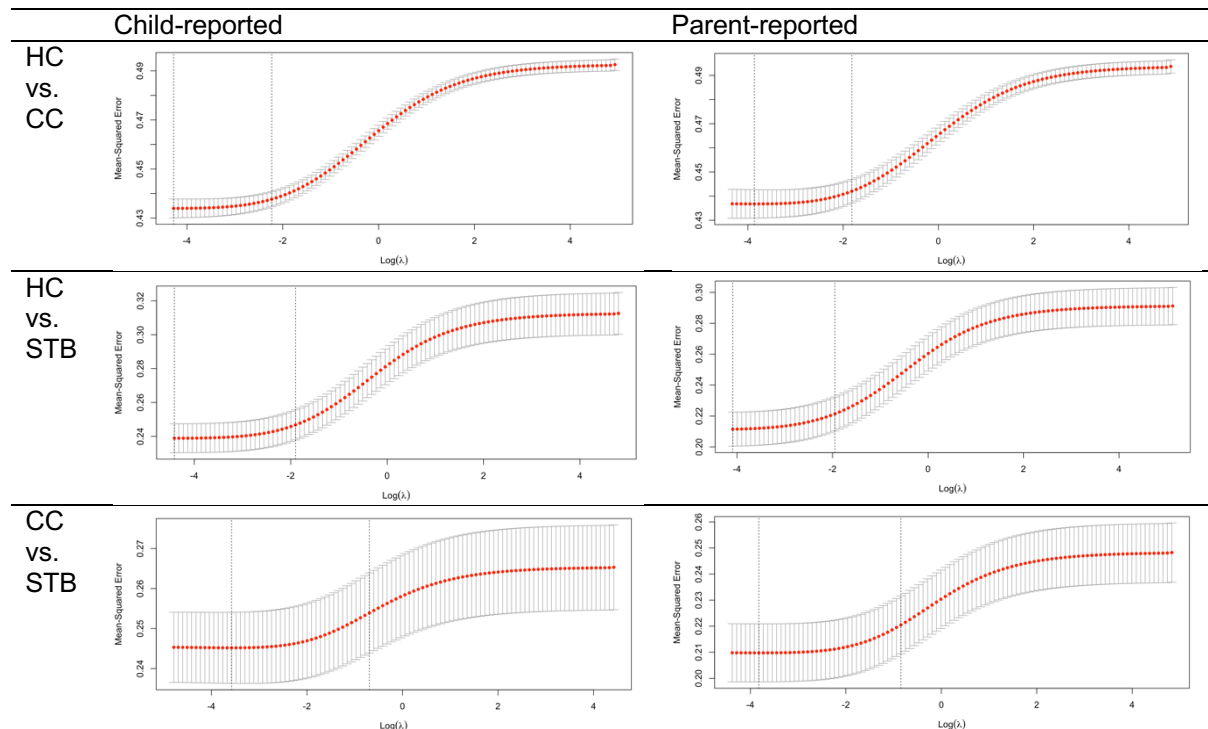 Child-reported
Parent-reported
HC
vs.
CC
Mean-Squared Error
0.43 0.45 0.47 0.49
-4 -2 0 2 4
Log(λ)
Mean-Squared Error
0.43 0.45 0.47 0.49
-4 -2 0 2 4
Log(λ)
HC
vs.
STB
Mean-Squared Error
0.24 0.26 0.28 0.30 0.32
-4 -2 0 2 4
Log(λ)
Mean-Squared Error
0.20 0.22 0.24 0.26 0.28 0.30
-4 -2 0 2 4
Log(λ)
CC
vs.
STB
Mean-Squared Error
0.24 0.25 0.26 0.27
-4 -2 0 2 4
Log(λ)
Mean-Squared Error
0.20 0.21 0.22 0.23 0.24 0.25 0.26
-4 -2 0 2 4
Log(λ)